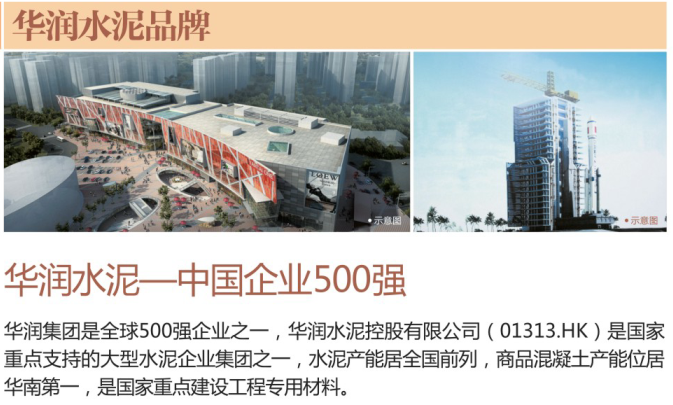 华润水泥品牌
LOEW
示意图
示意图
华润水泥—中国企业500强
华润集团是全球500强企业之一，华润水泥控股有限公司（01313.HK）是国家
重点支持的大型水泥企业集团之一，水泥产能居全国前列，商品混凝土产能位居
华南第一，是国家重点建设工程专用材料。